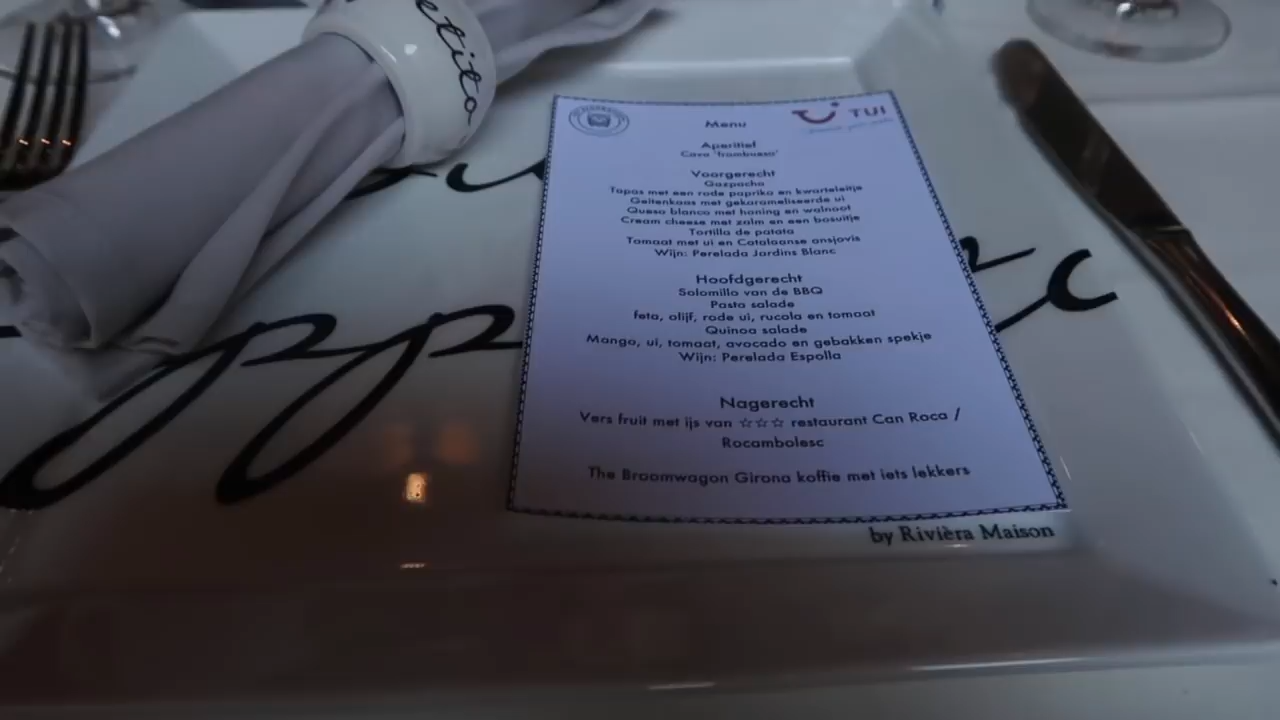 etito
Menu
TUI
Aperitief
Cava 'frambuesa'
Voorgerecht
Gazpacho
Tapas met een rode paprika en kwarteleitje
Geitenkaas met gekarameliseerde ui
Queso blanco met honing en walnoot
Cream cheese met zalm en een bosuitje
Tortilla de patata
Tomaat met ui en Catalaanse ansjovis
Wijn: Perelada Jardins Blanc
Hoofdgerecht
Solomillo van de BBQ
Pasta salade
feta, olijf, rode ui, rucola en tomaat
Quinoa salade
Mango, ui, tomaat, avocado en gebakken spekje
Wijn: Perelada Espolla
Nagerecht
Vers fruit met ijs van ☆☆☆ restaurant Can Roca /
Rocambolesc
The Broomwagon Girona koffie met iets lekkers
by Rivièra Maison